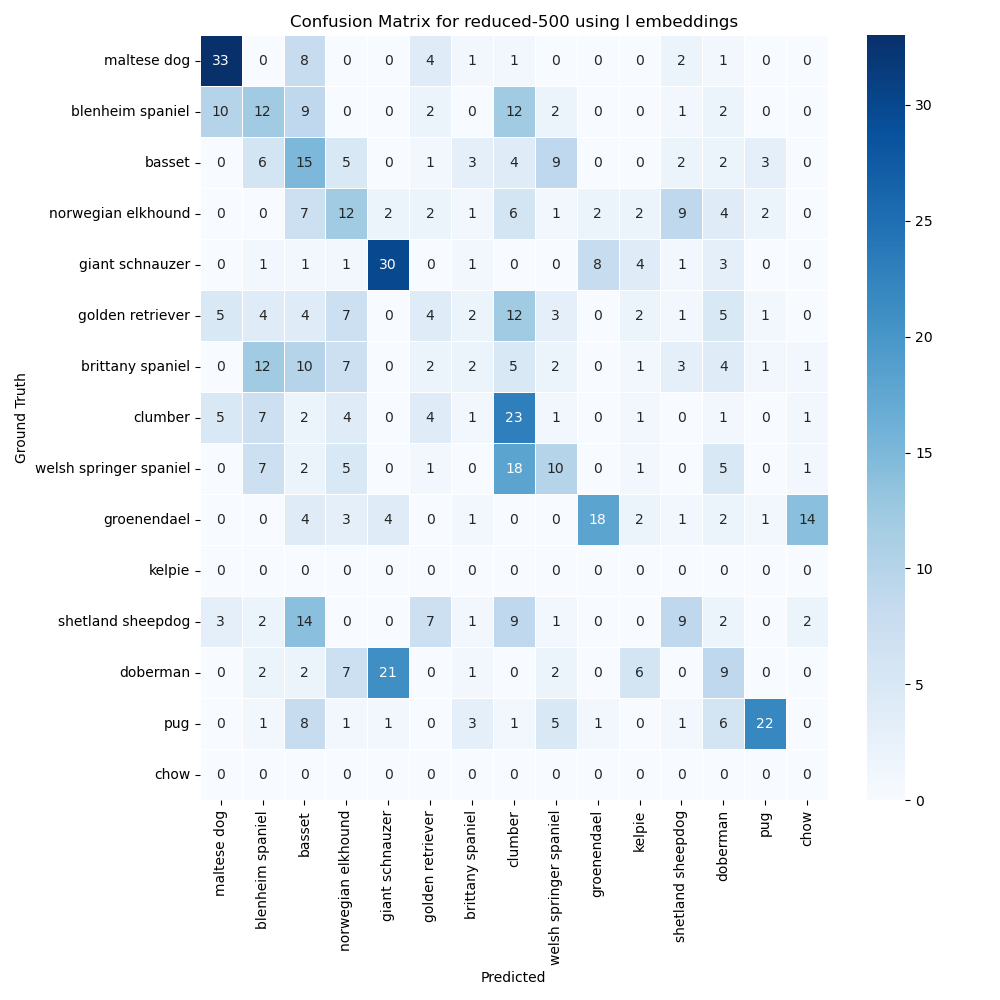 Confusion Matrix for reduced-500 using l embeddings
Ground Truth
maltese dog 33 0 8 0 0 4 1 1 0 0 0 2 1 0 0
blenheim spaniel 10 12 9 0 0 2 0 12 2 0 0 1 2 0 0
basset 0 6 15 5 0 1 3 4 9 0 0 2 2 3 0
norwegian elkhound 0 0 7 12 2 2 1 6 1 2 2 9 4 2 0
giant schnauzer 0 1 1 1 30 0 1 0 0 8 4 1 3 0 0
golden retriever 5 4 4 7 0 4 2 12 3 0 2 1 5 1 0
brittany spaniel 0 12 10 7 0 2 2 5 2 0 1 3 4 1 1
clumber 5 7 2 4 0 4 1 23 1 0 1 0 1 0 1
welsh springer spaniel 0 7 2 5 0 1 0 18 10 0 1 0 5 0 1
groenendael 0 0 4 3 4 0 1 0 0 18 2 1 2 1 14
kelpie 0 0 0 0 0 0 0 0 0 0 0 0 0 0 0
shetland sheepdog 3 2 14 0 0 7 1 9 1 0 0 9 2 0 2
doberman 0 2 2 7 21 0 1 0 2 0 6 0 9 0 0
pug 0 1 8 1 1 0 3 1 5 1 0 1 6 22 0
chow 0 0 0 0 0 0 0 0 0 0 0 0 0 0 0
maltese dog
blenheim spaniel
basset
norwegian elkhound
giant schnauzer
golden retriever
brittany spaniel
clumber
welsh springer spaniel
groenendael
kelpie
shetland sheepdog
doberman
pug
chow
Predicted
30
25
20
15
10
5
0